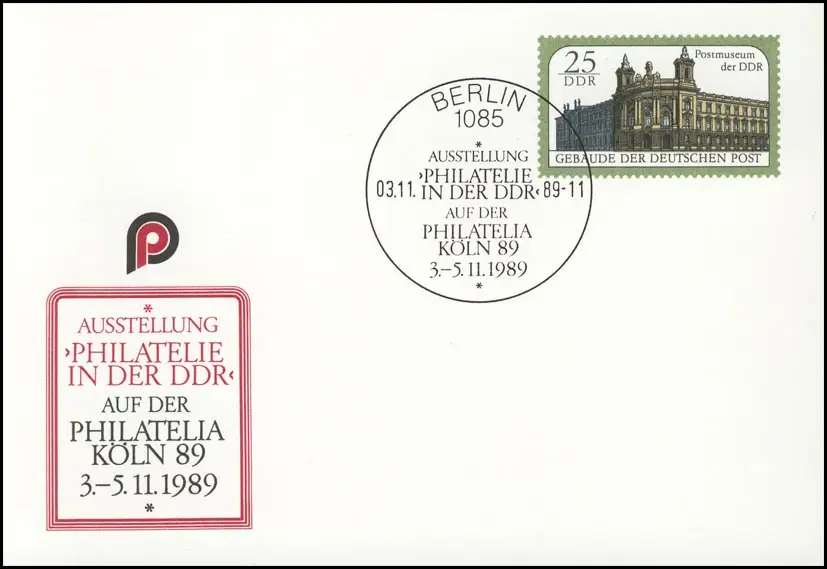 25
DDR
Postmuseum
der DDR
GEBÄUDE DER DEUTSCHEN POST
BERLIN
1085
*
AUSSTELLUNG
›PHILATELIE
03.11. IN DER DDR‹ 89-11
AUF DER
PHILATELIA
KÖLN 89
3.–5.11.1989
*
P
*
AUSSTELLUNG
›PHILATELIE
IN DER DDR‹
AUF DER
PHILATELIA
KÖLN 89
3.–5.11.1989
*